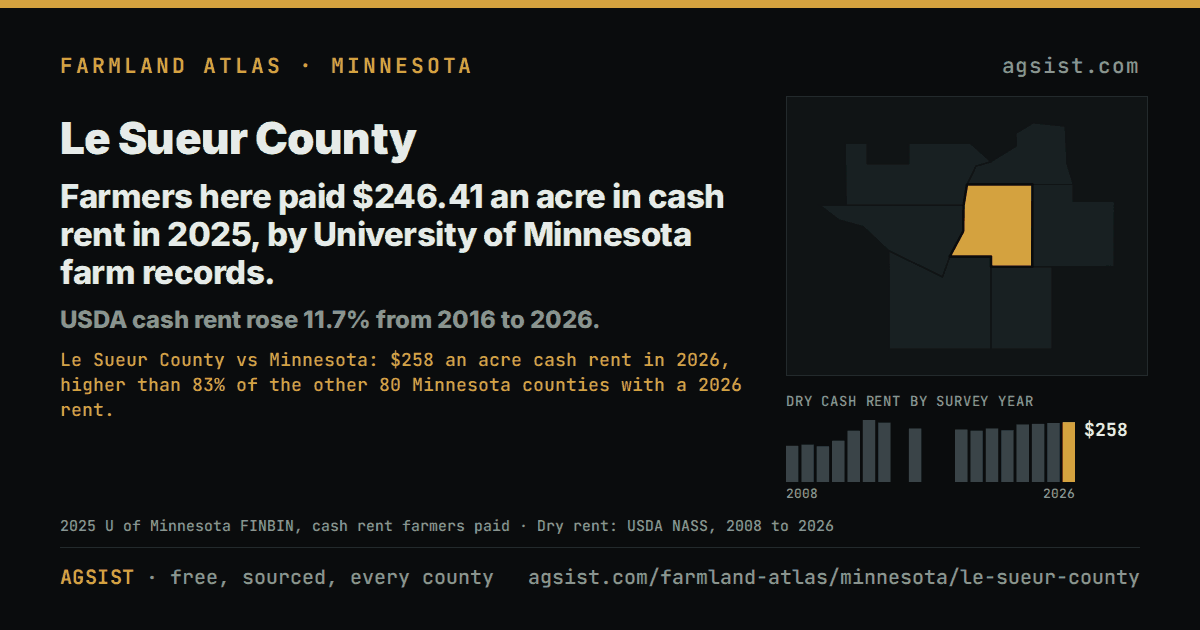 FARMLAND ATLAS · MINNESOTA
agsist.com
Le Sueur County
Farmers here paid $246.41 an acre in cash
rent in 2025, by University of Minnesota
farm records.
USDA cash rent rose 11.7% from 2016 to 2026.
Le Sueur County vs Minnesota: $258 an acre cash rent in 2026,
higher than 83% of the other 80 Minnesota counties with a 2026
rent.
DRY CASH RENT BY SURVEY YEAR
$258
2008 2026
2025 U of Minnesota FINBIN, cash rent farmers paid · Dry rent: USDA NASS, 2008 to 2026
AGSIST · free, sourced, every county agsist.com/farmland-atlas/minnesota/le-sueur-county